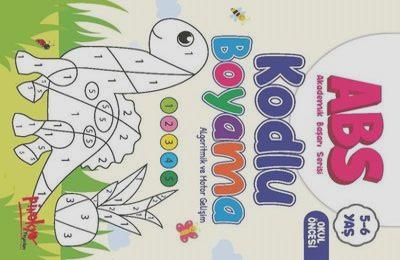 ABS
Akademik Başarı Serisi
5-6
YAŞ
OKUL
ÖNCESİ
Kodlu
Boyama
Algoritmik ve Motor Gelişim
1
2
3
4
5